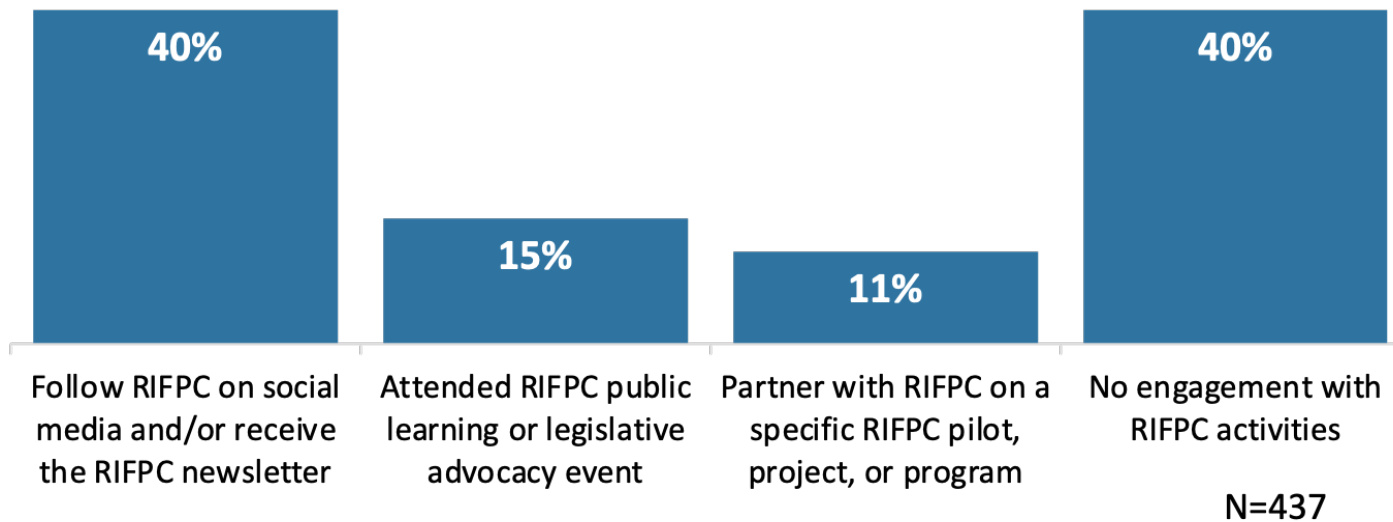 40%
15%
11%
40%
Follow RIFPC on social
media and/or receive
the RIFPC newsletter
Attended RIFPC public
learning or legislative
advocacy event
Partner with RIFPC on a
specific RIFPC pilot,
project, or program
No engagement with
RIFPC activities
N=437